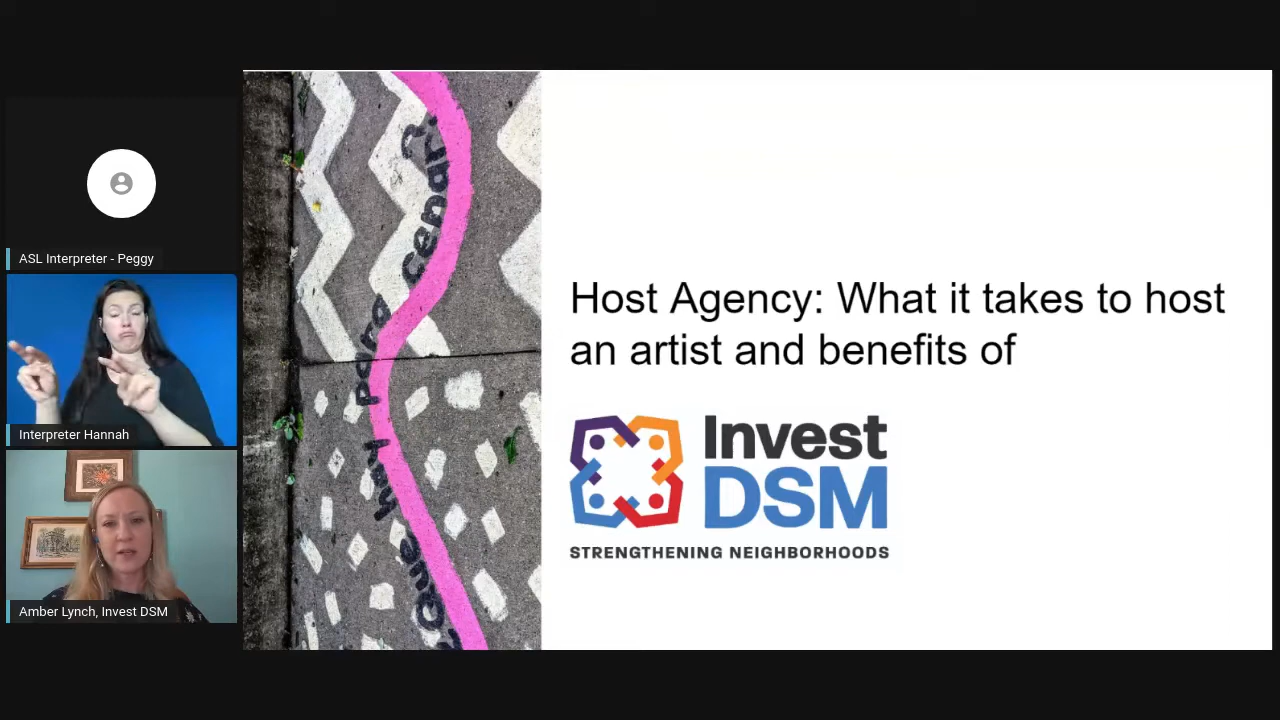 ASL Interpreter - Peggy
Interpreter Hannah
Amber Lynch, Invest DSM
Host Agency: What it takes to host
an artist and benefits of
Invest
DSM
STRENGTHENING NEIGHBORHOODS